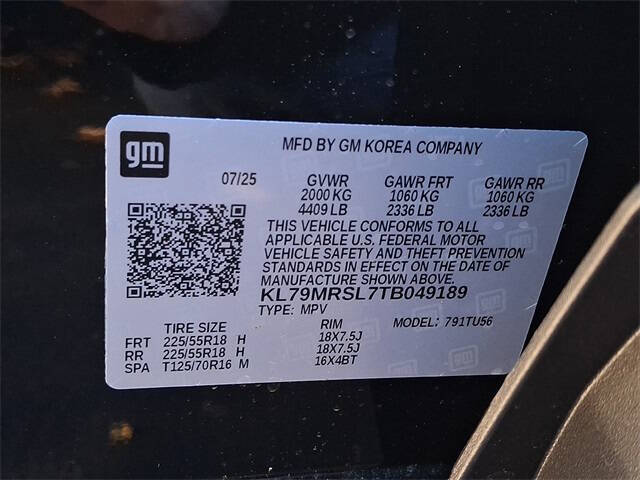 gm
MFD BY GM KOREA COMPANY
07/25 GVWR GAWR FRT GAWR RR
2000 KG 1060 KG 1060 KG
4409 LB 2336 LB 2336 LB
THIS VEHICLE CONFORMS TO ALL
APPLICABLE U.S. FEDERAL MOTOR
VEHICLE SAFETY AND THEFT PREVENTION
STANDARDS IN EFFECT ON THE DATE OF
MANUFACTURE SHOWN ABOVE.
KL79MRSL7TB049189
TYPE: MPV MODEL: 791TU56
TIRE SIZE RIM
FRT 225/55R18 H 18X7.5J
RR 225/55R18 H 18X7.5J
SPA T125/70R16 M 16X4BT